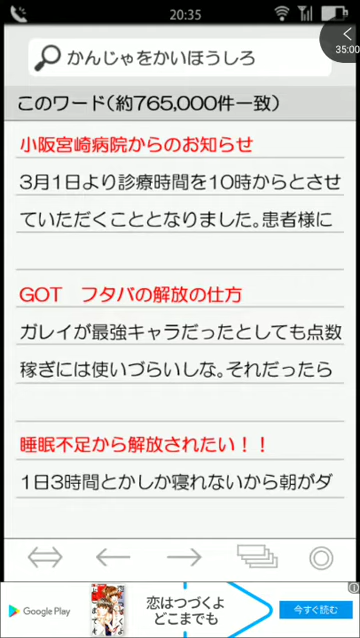 20:35
35:00
かんじゃをかいほうしろ
このワード(約765,000件一致)
小阪宮崎病院からのお知らせ
3月1日より診療時間を10時からとさせ
ていただくこととなりました。患者様に
GOT フタバの解放の仕方
ガレイが最強キャラだったとしても点数
稼ぎには使いづらいしな。それだったら
睡眠不足から解放されたい！！
1日3時間とかしか寝れないから朝がダ
Google Play
恋はつづくよ
どこまでも
今すぐ読む